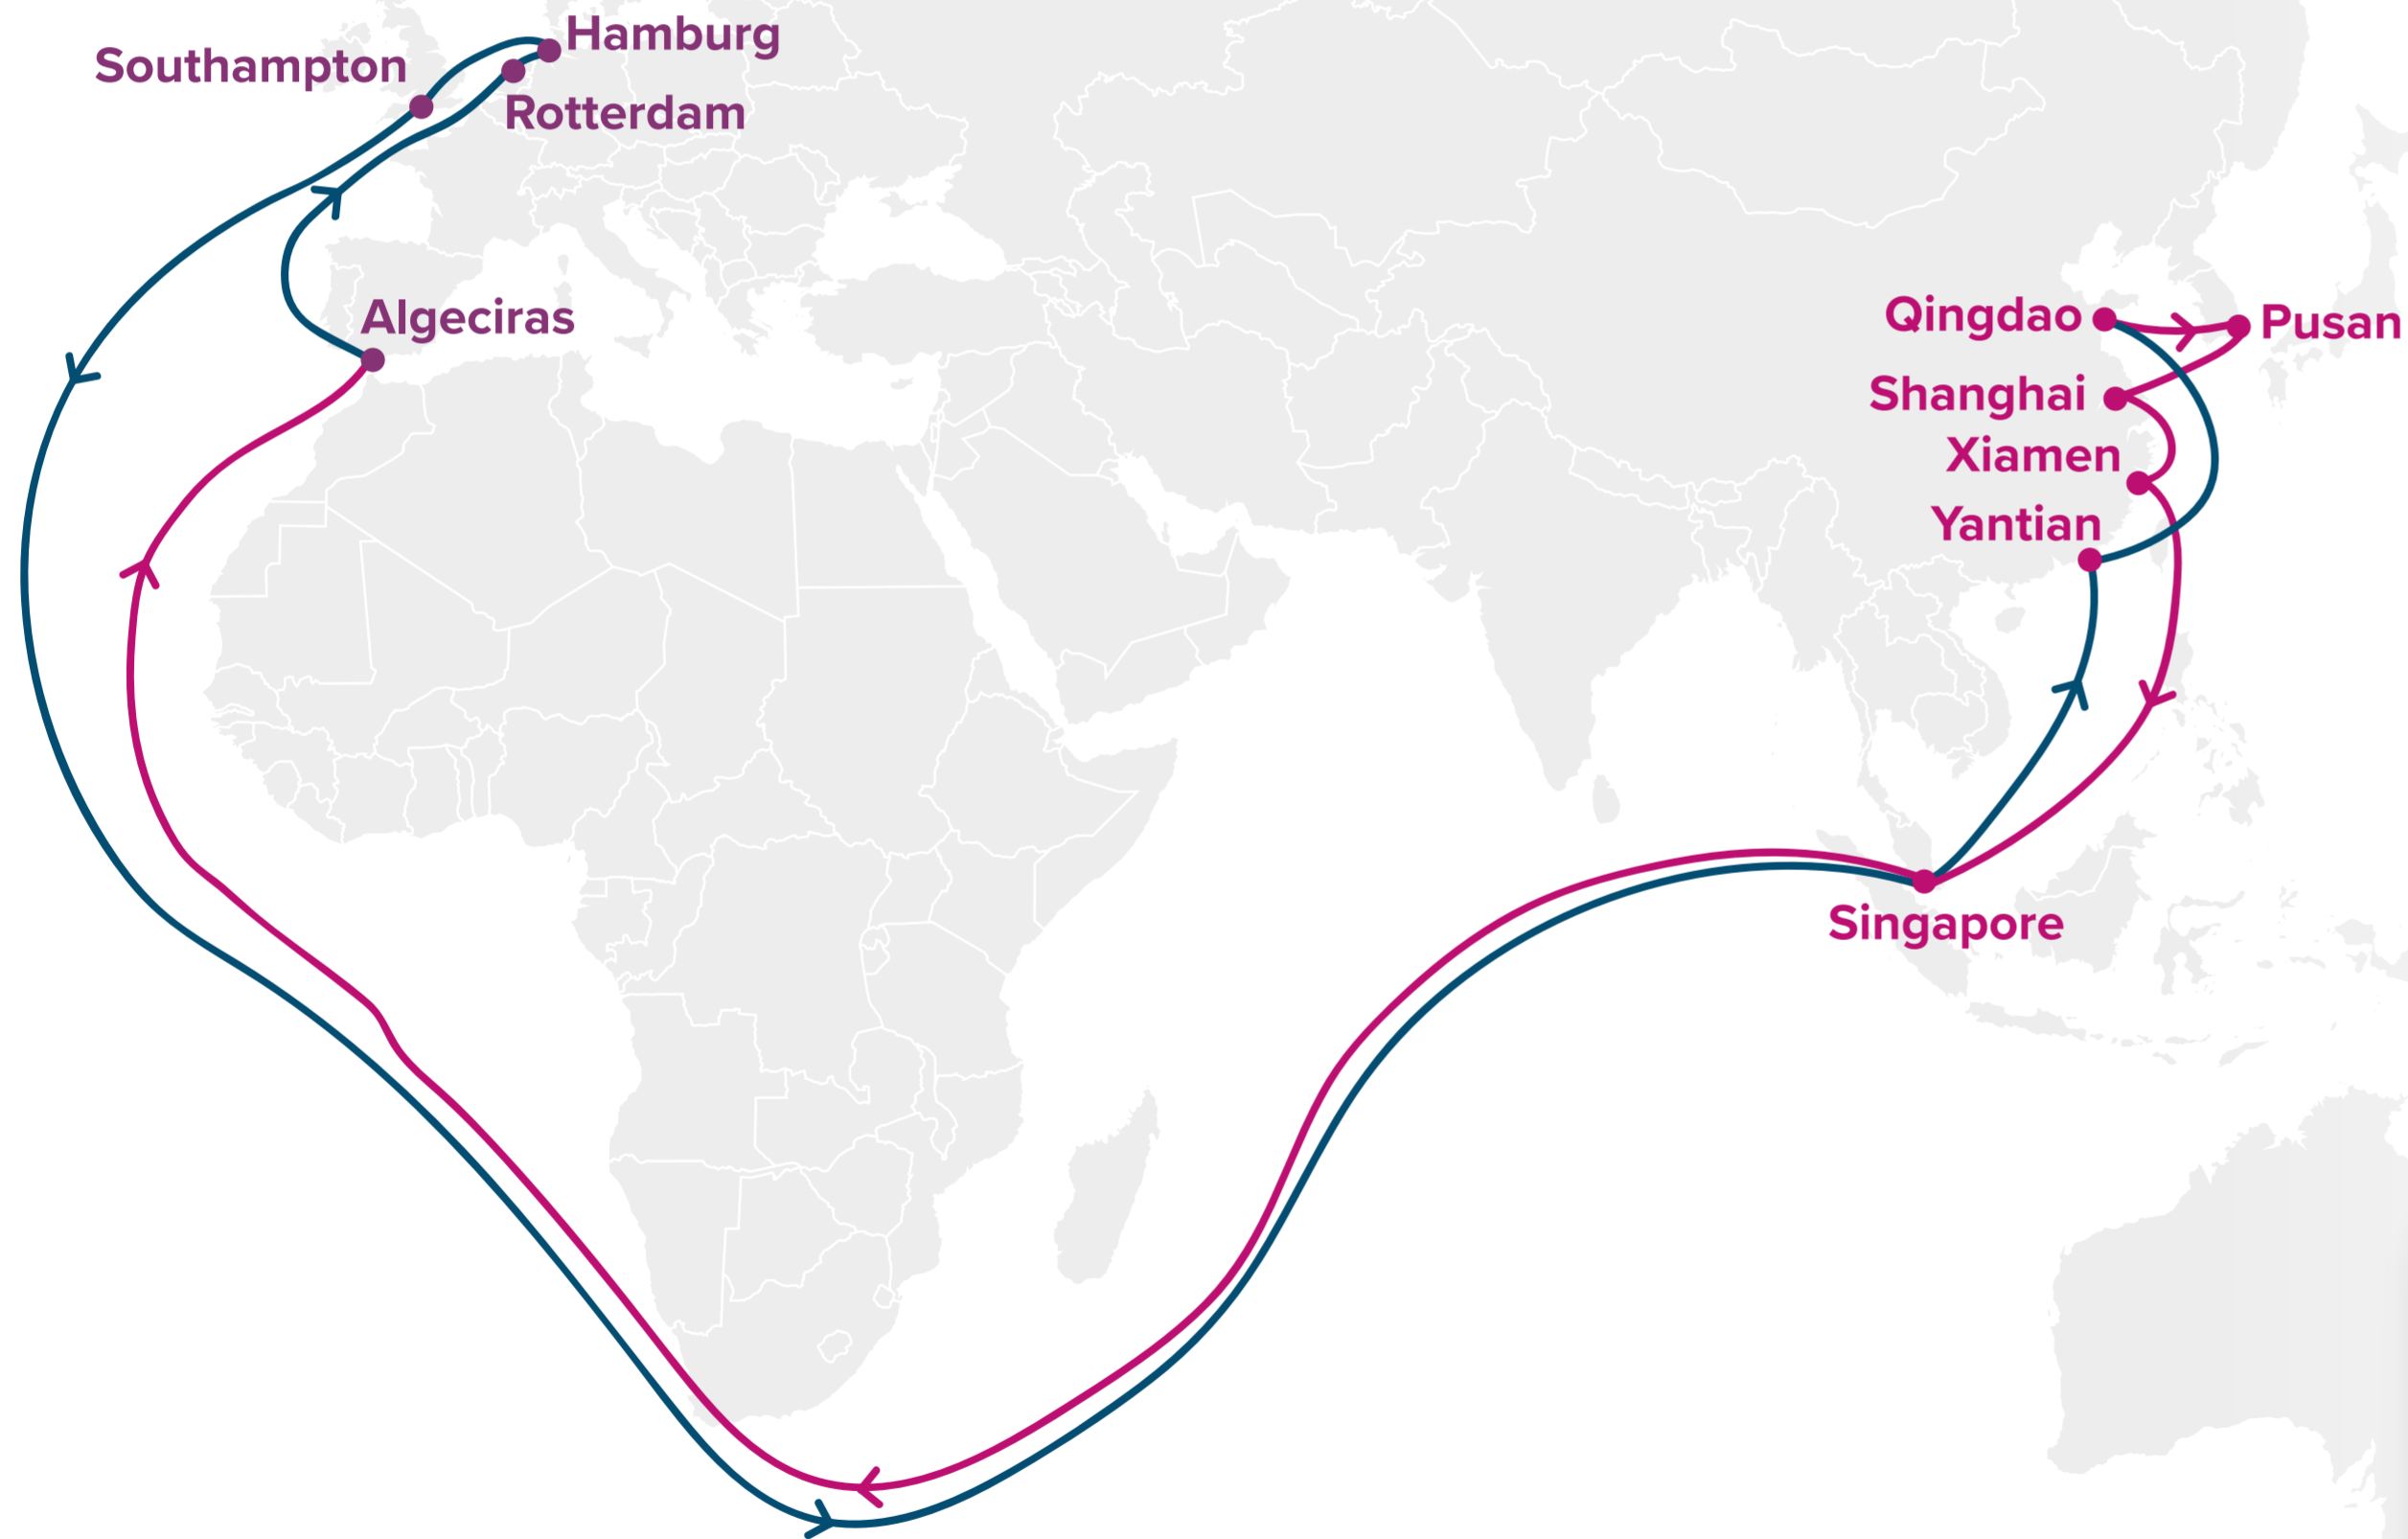 Hamburg
Southampton
Rotterdam
Algeciras
Qingdao
Pusan
Shanghai
Xiamen
Yantian
Singapore